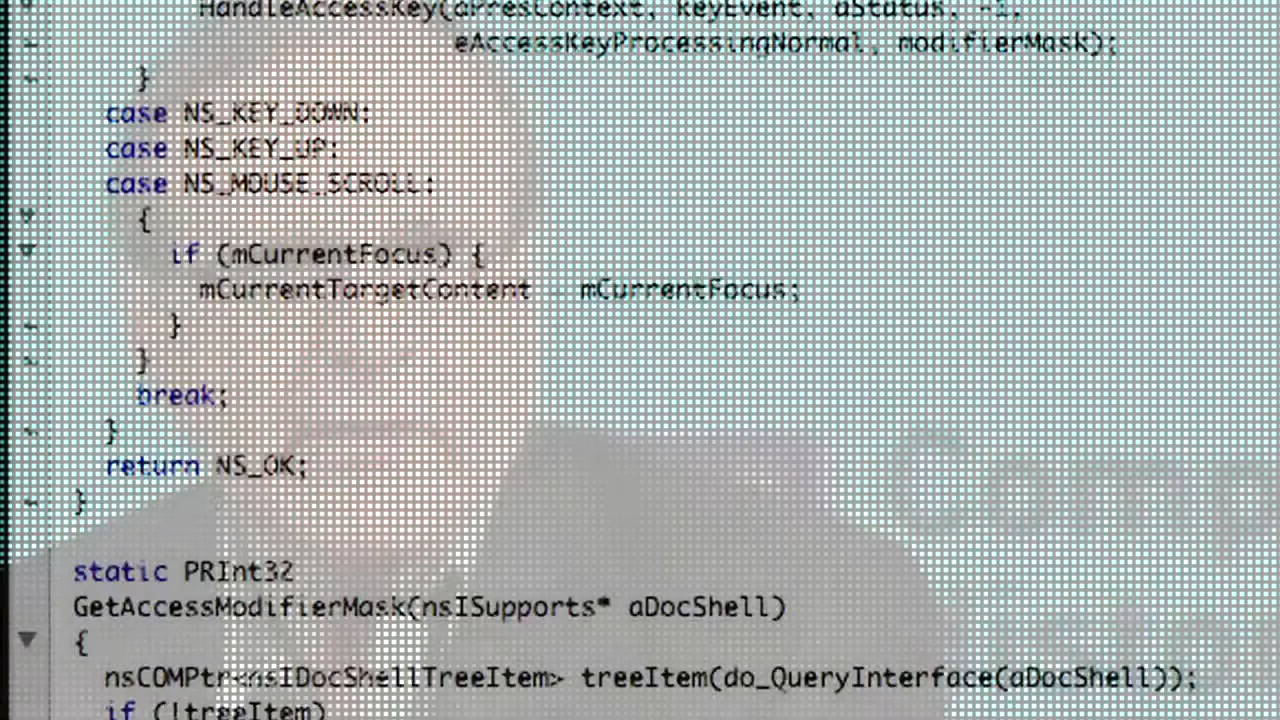 HandleAccessKey(aPresContext, keyEvent, aStatus, -1,
eAccessKeyProcessingNormal, modifierMask);
}
case NS_KEY_DOWN:
case NS_KEY_UP:
case NS_MOUSE_SCROLL:
{
if (mCurrentFocus) {
mCurrentTargetContent mCurrentFocus;
}
}
break;
}
return NS_OK;
}
static PRInt32
GetAccessModifierMask(nsISupports* aDocShell)
{
nsCOMPtr<nsIDocShellTreeItem> treeItem(do_QueryInterface(aDocShell));
if (!treeItem)